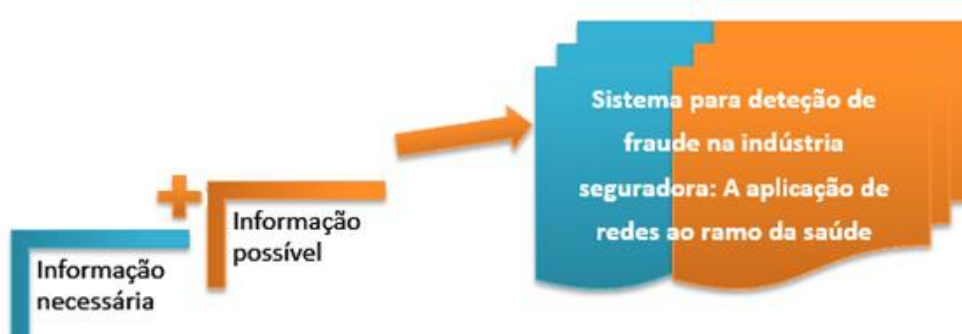 Informação
necessária
Informação
possível
Sistema para deteção de
fraude na indústria
seguradora: A aplicação de
redes ao ramo da saúde